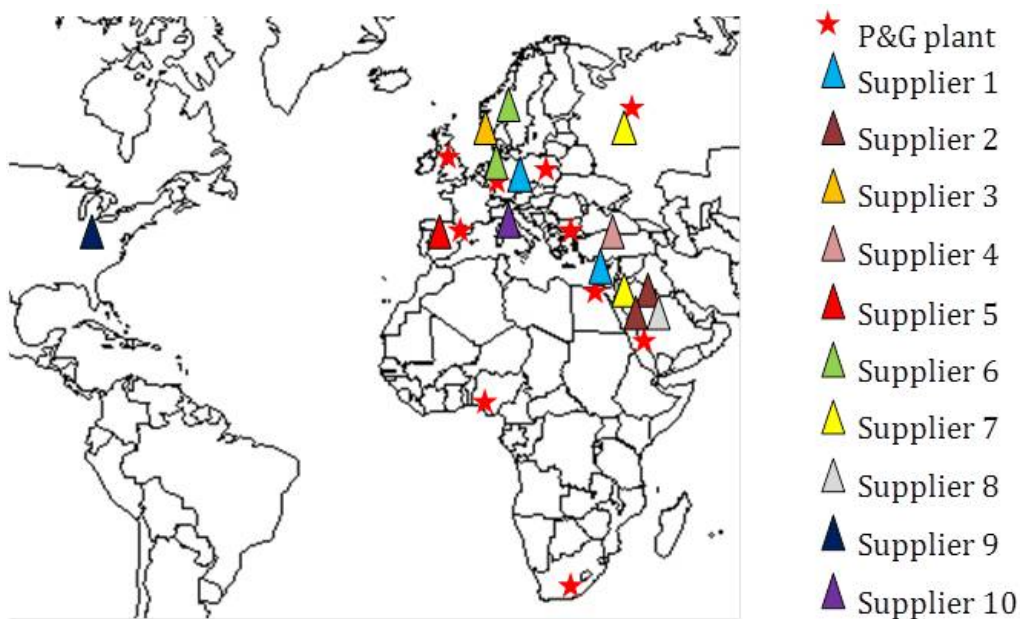 P&G plant
Supplier 1
Supplier 2
Supplier 3
Supplier 4
Supplier 5
Supplier 6
Supplier 7
Supplier 8
Supplier 9
Supplier 10